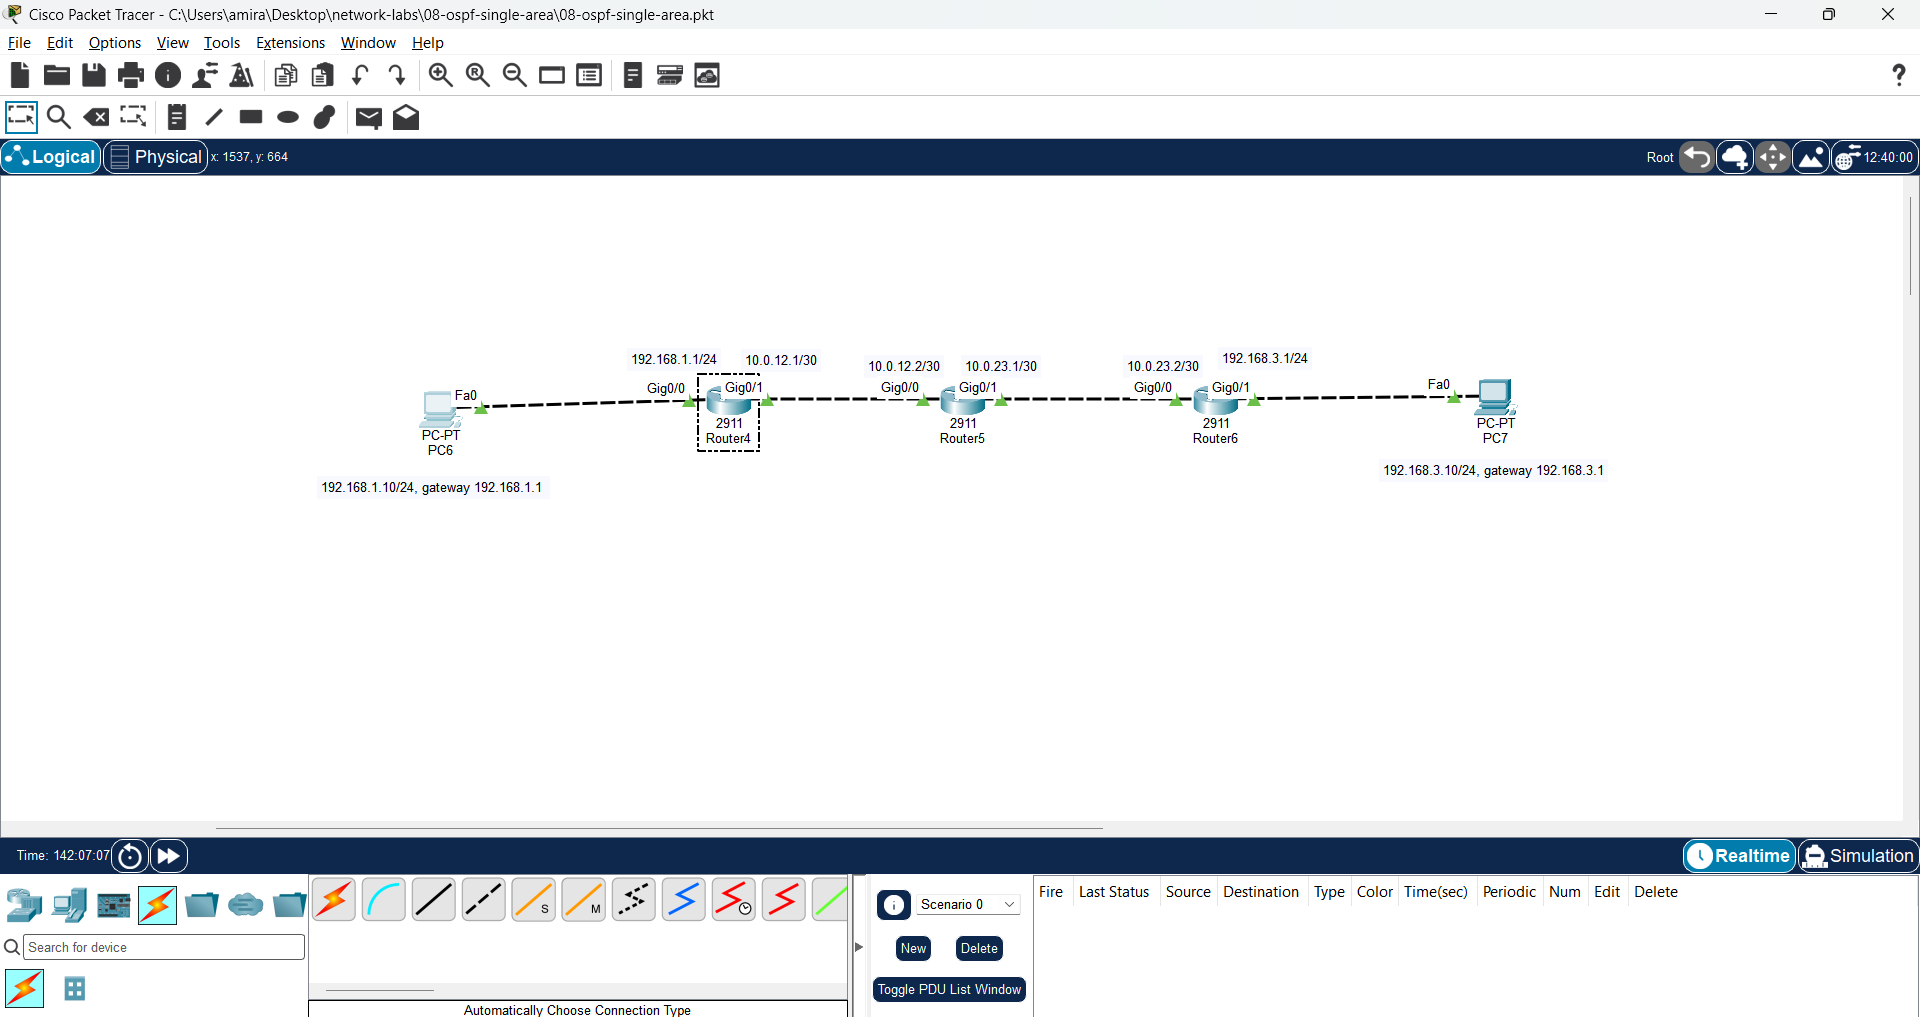 Cisco Packet Tracer - C:\Users\amira\Desktop\network-labs\08-ospf-single-area\08-ospf-single-area.pkt
File Edit Options View Tools Extensions Window Help
Logical Physical x: 1537, y: 664 Root 12:40:00
192.168.1.1/24 10.0.12.1/30 10.0.12.2/30 10.0.23.1/30 10.0.23.2/30 192.168.3.1/24
Fa0 Gig0/0 Gig0/1 Gig0/0 Gig0/1 Gig0/0 Gig0/1 Fa0
PC-PT
PC6
2911
Router4
2911
Router5
2911
Router6
PC-PT
PC7
192.168.1.10/24, gateway 192.168.1.1
192.168.3.10/24, gateway 192.168.3.1
Time: 142:07:07 Realtime Simulation
S M
Search for device
Automatically Choose Connection Type
Scenario 0
New Delete
Toggle PDU List Window
Fire Last Status Source Destination Type Color Time(sec) Periodic Num Edit Delete